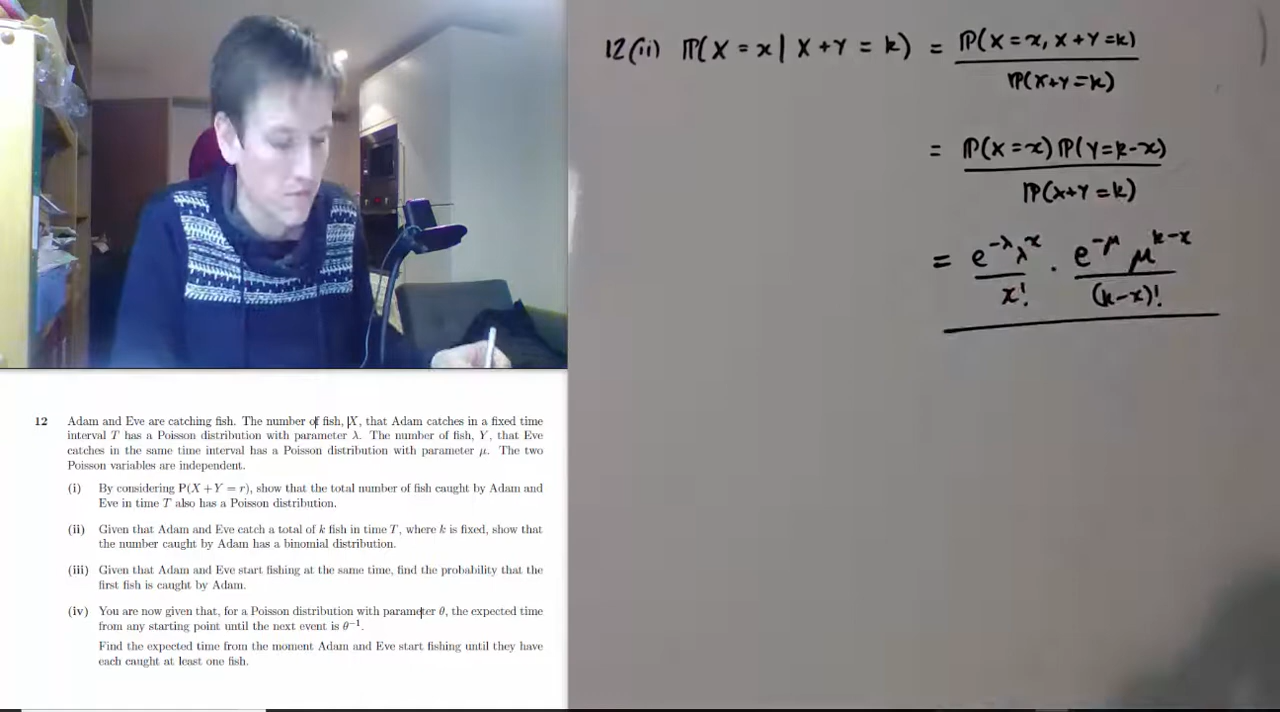 12(ii) ℙ(X = x | X + Y = k) = ℙ(X = x, X + Y = k)
ℙ(X+Y = k)
= ℙ(X = x) ℙ(Y = k-x)
ℙ(X+Y = k)
= e^{-λ} λ^x / x! · e^{-μ} μ^{k-x} / (k-x)!
12 Adam and Eve are catching fish. The number of fish, X, that Adam catches in a fixed time
interval T has a Poisson distribution with parameter λ. The number of fish, Y, that Eve
catches in the same time interval has a Poisson distribution with parameter μ. The two
Poisson variables are independent.
(i) By considering P(X + Y = r), show that the total number of fish caught by Adam and
Eve in time T also has a Poisson distribution.
(ii) Given that Adam and Eve catch a total of k fish in time T, where k is fixed, show that
the number caught by Adam has a binomial distribution.
(iii) Given that Adam and Eve start fishing at the same time, find the probability that the
first fish is caught by Adam.
(iv) You are now given that, for a Poisson distribution with parameter θ, the expected time
from any starting point until the next event is θ⁻¹.
Find the expected time from the moment Adam and Eve start fishing until they have
each caught at least one fish.